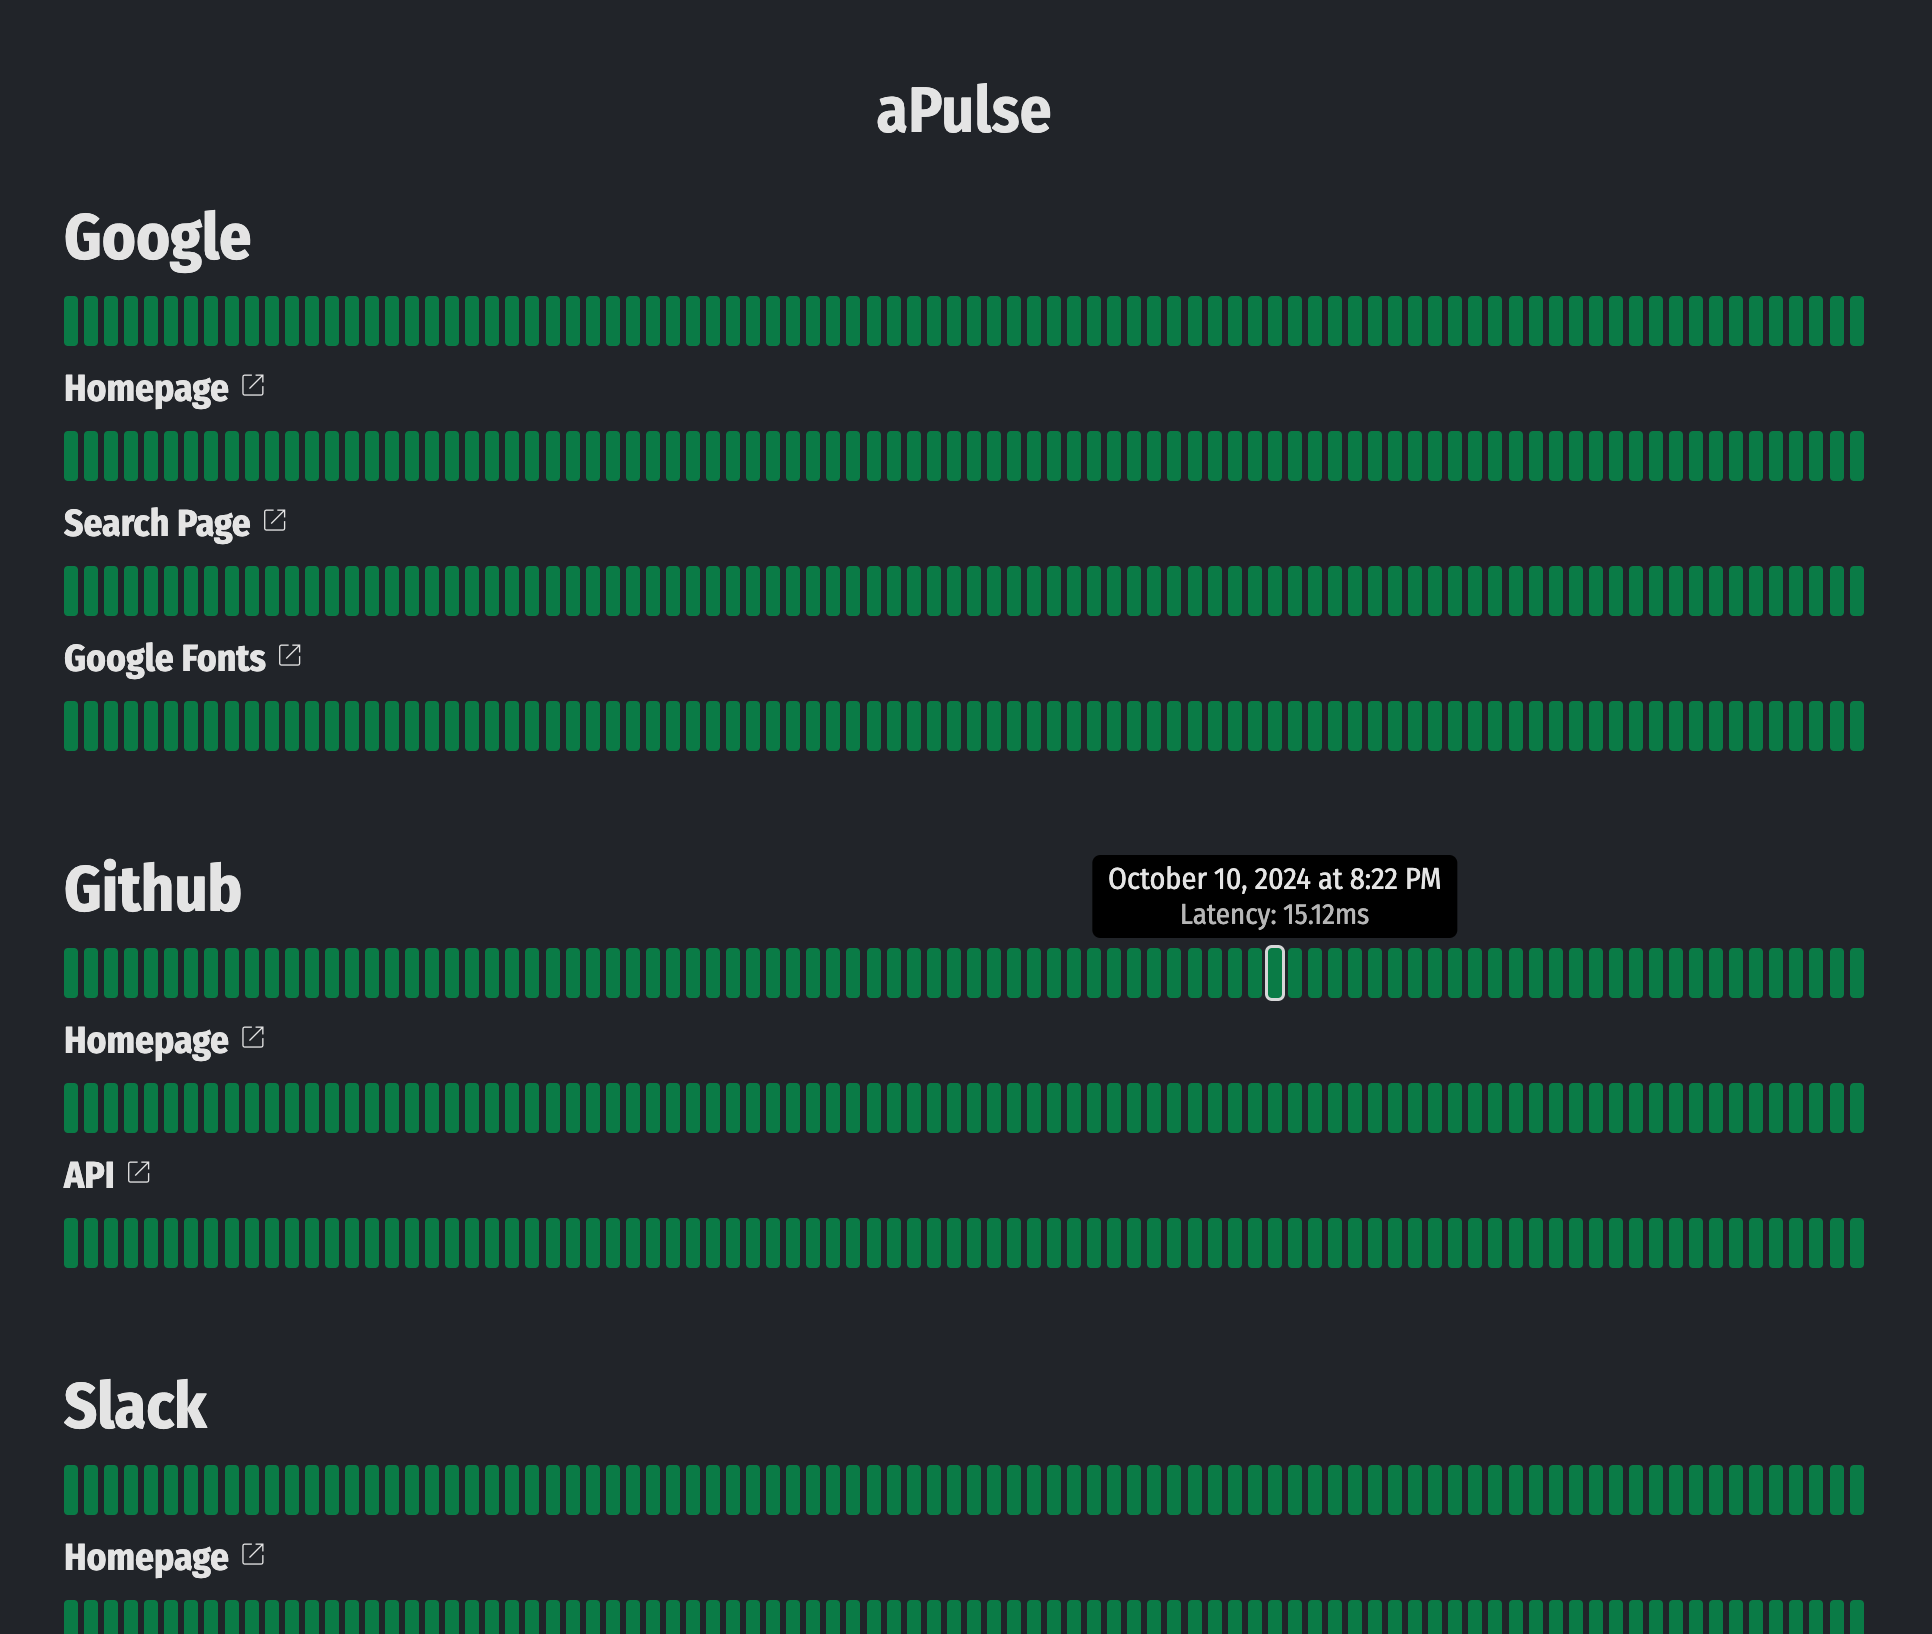 aPulse
Google
Homepage
Search Page
Google Fonts
Github
October 10, 2024 at 8:22 PM
Latency: 15.12ms
Homepage
API
Slack
Homepage